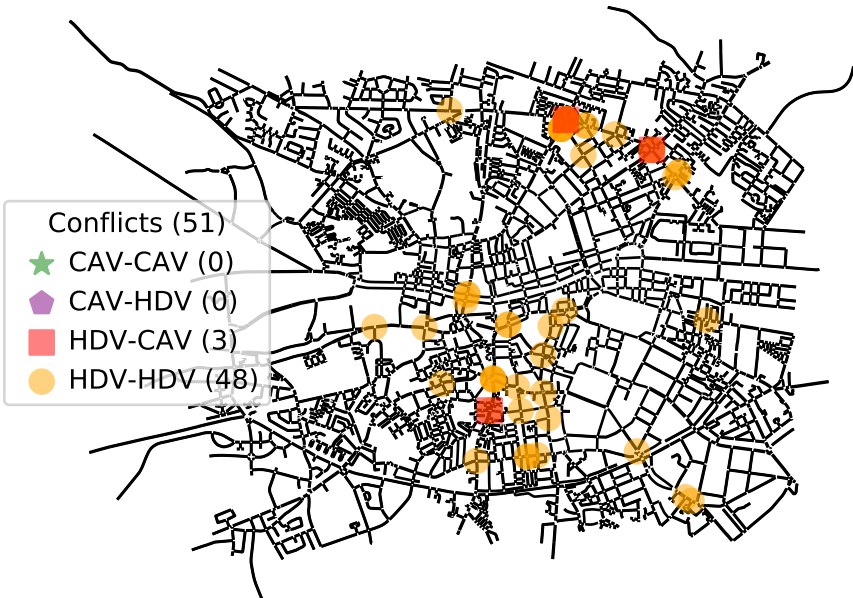 Conflicts (51)
CAV-CAV (0)
CAV-HDV (0)
HDV-CAV (3)
HDV-HDV (48)